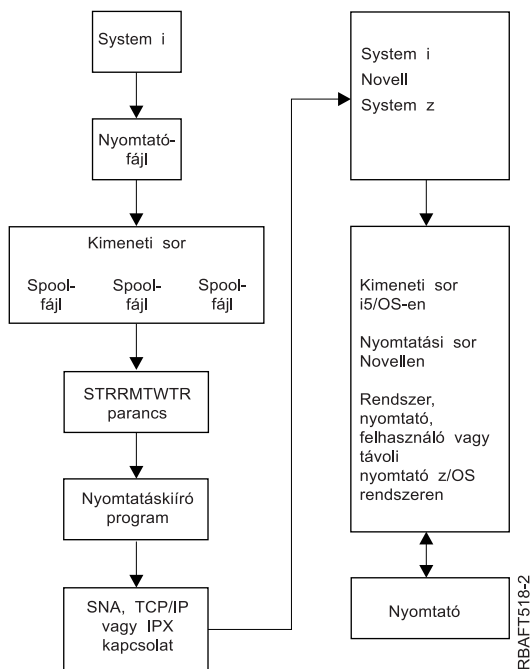 System i
Nyomtató-
fájl
Kimeneti sor
Spool-
fájl
Spool-
fájl
Spool-
fájl
STRRMTWTR
parancs
Nyomtatáskiíró
program
SNA, TCP/IP
vagy IPX
kapcsolat
System i
Novell
System z
Kimeneti sor
i5/OS-en
Nyomtatási sor
Novellen
Rendszer,
nyomtató,
felhasználó vagy
távoli
nyomtató z/OS
rendszeren
Nyomtató
RBAFT518-2